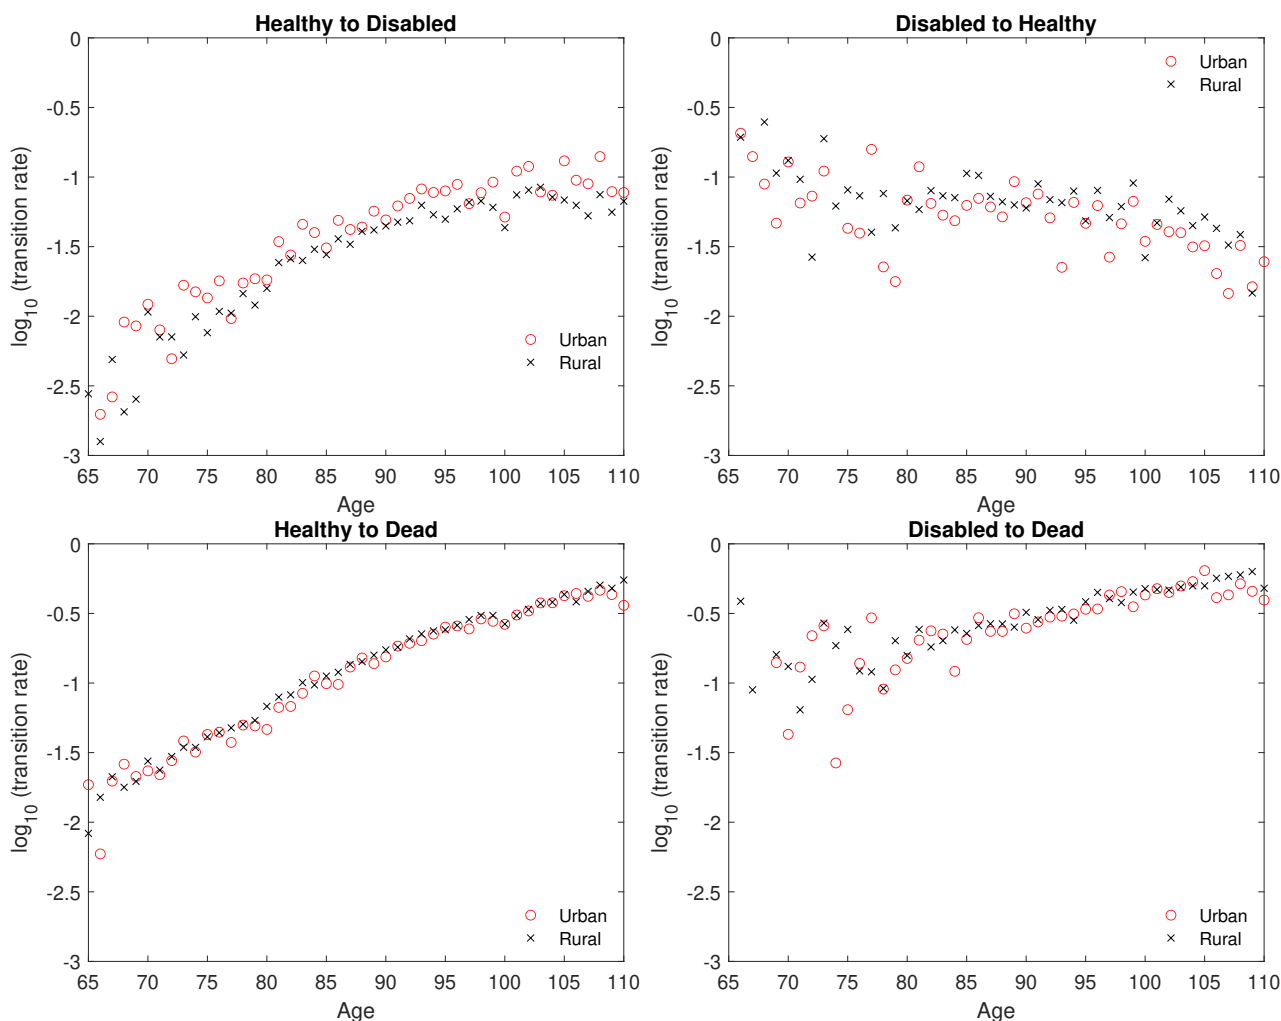 Healthy to Disabled
0
-0.5
-1
-1.5
-2
-2.5
-3
65 70 75 80 85 90 95 100 105 110
log10 (transition rate)
Age
Urban
Rural
Disabled to Healthy
0
-0.5
-1
-1.5
-2
-2.5
-3
65 70 75 80 85 90 95 100 105 110
log10 (transition rate)
Age
Urban
Rural
Healthy to Dead
0
-0.5
-1
-1.5
-2
-2.5
-3
65 70 75 80 85 90 95 100 105 110
log10 (transition rate)
Age
Urban
Rural
Disabled to Dead
0
-0.5
-1
-1.5
-2
-2.5
-3
65 70 75 80 85 90 95 100 105 110
log10 (transition rate)
Age
Urban
Rural